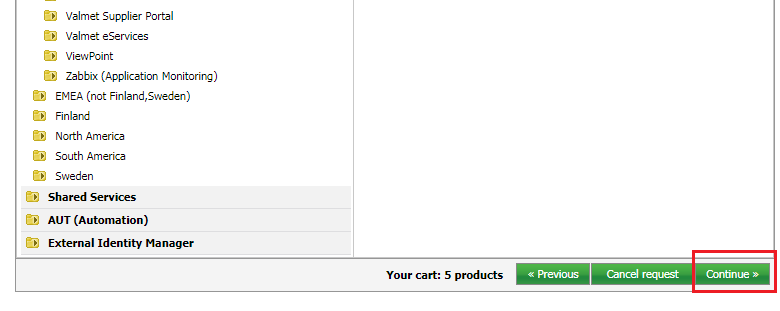 Valmet Supplier Portal
Valmet eServices
ViewPoint
Zabbix (Application Monitoring)
EMEA (not Finland,Sweden)
Finland
North America
South America
Sweden
Shared Services
AUT (Automation)
External Identity Manager
Your cart: 5 products « Previous Cancel request Continue »